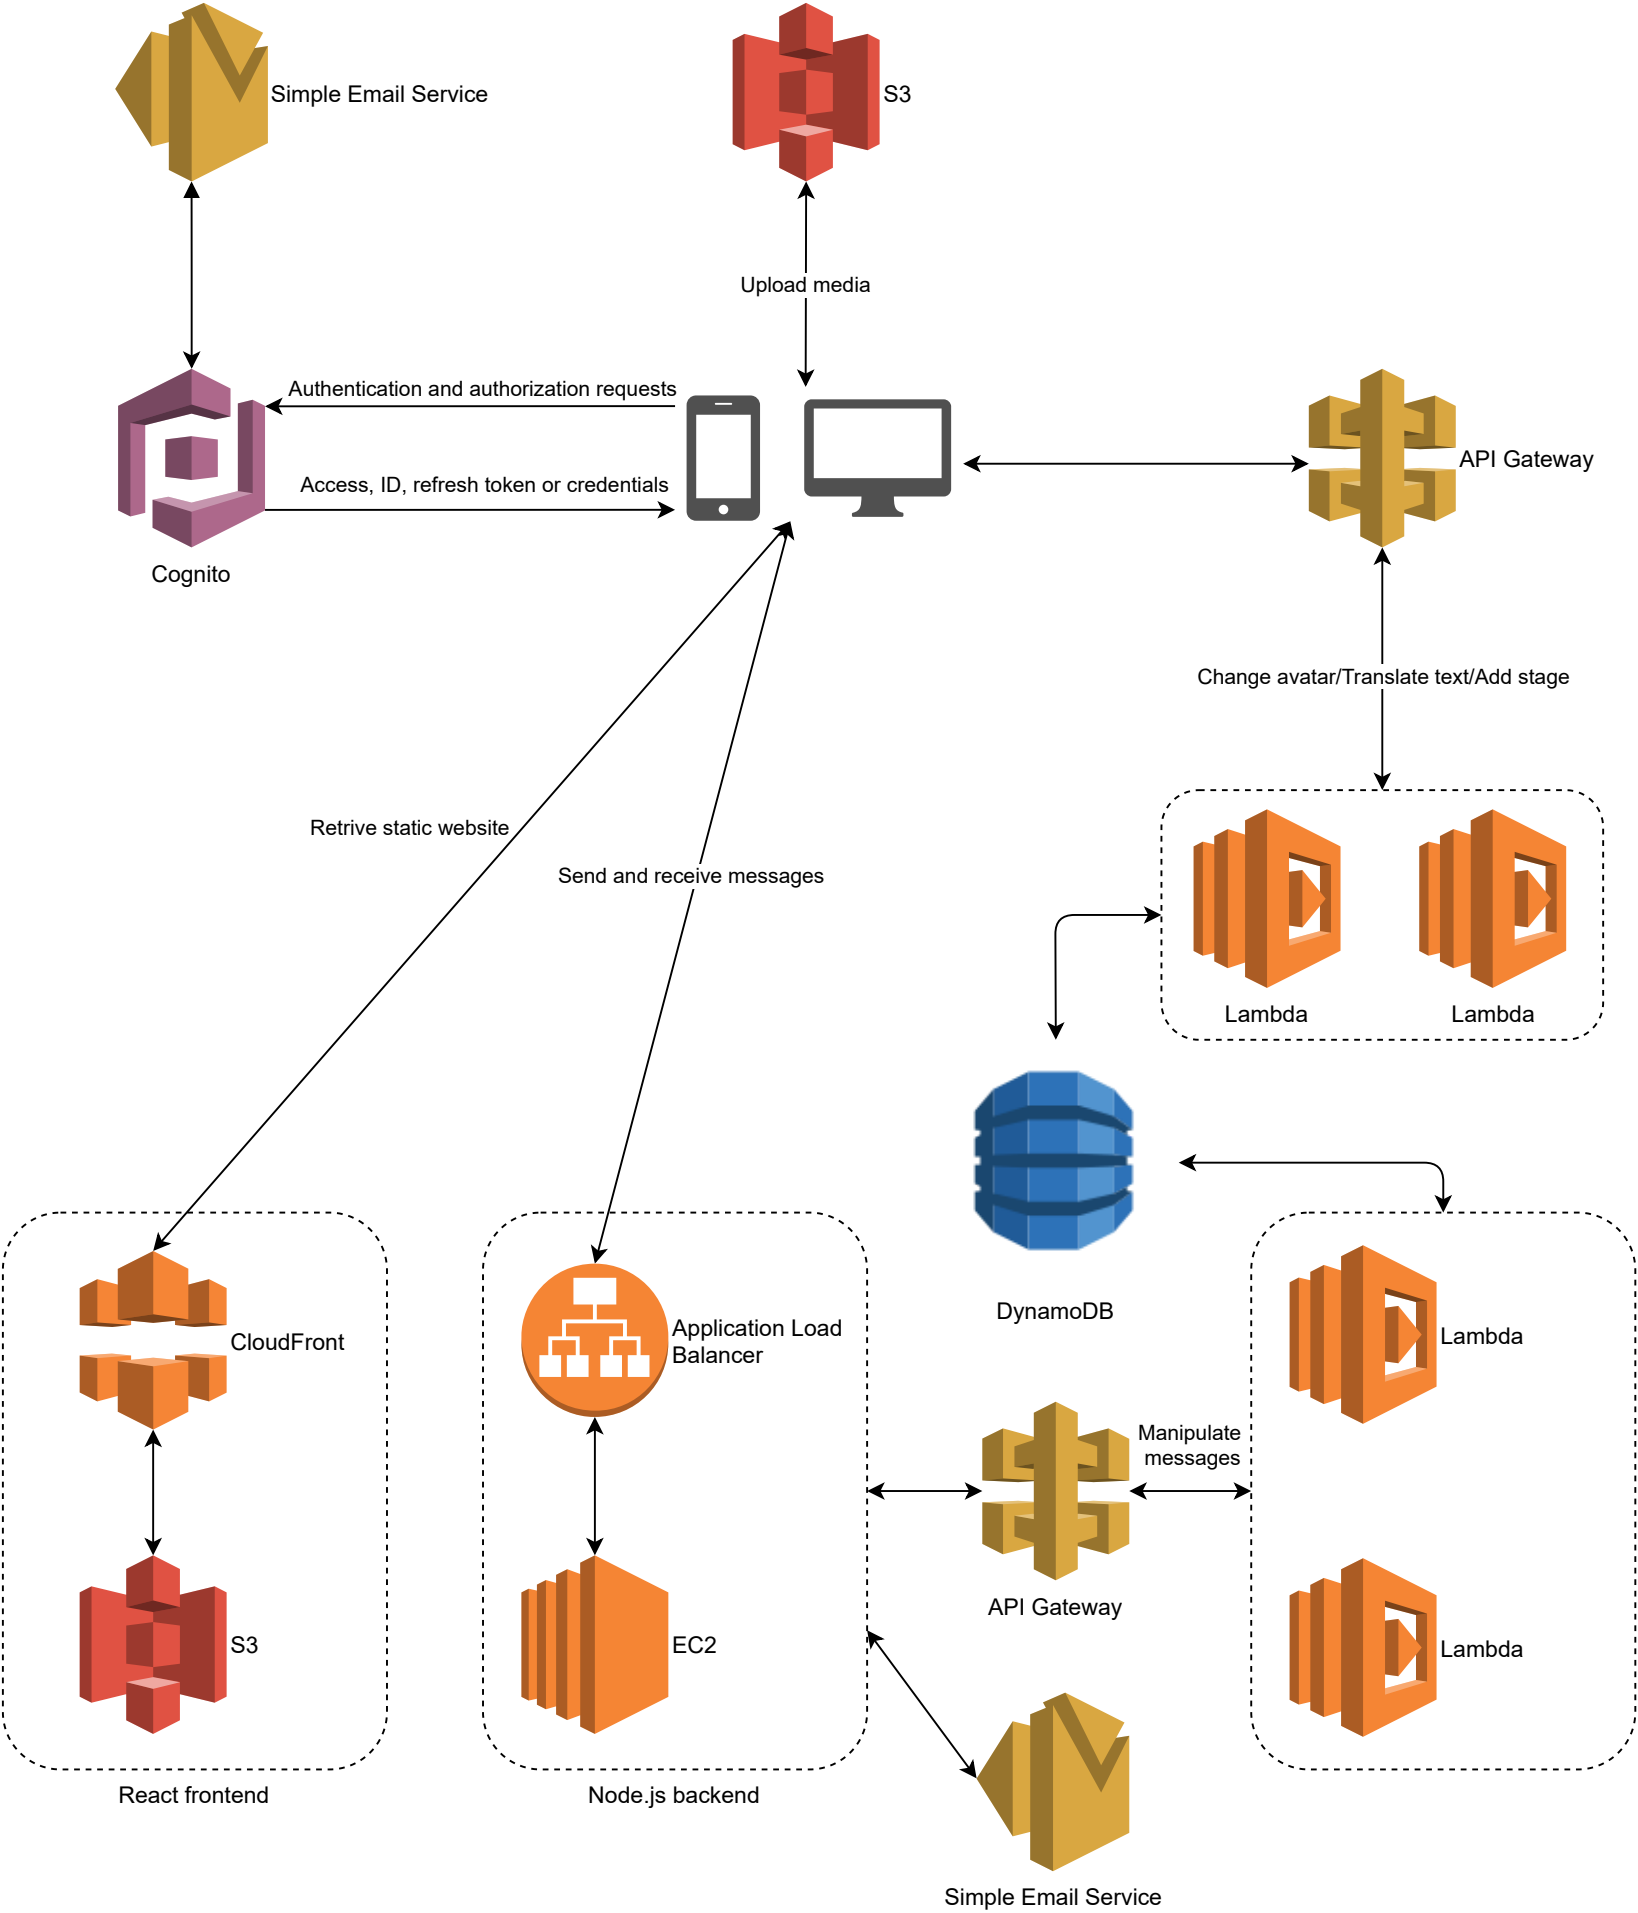 Simple Email Service
S3
Upload media
Authentication and authorization requests
Access, ID, refresh token or credentials
Cognito
API Gateway
Change avatar/Translate text/Add stage
Retrive static website
Send and receive messages
Lambda
Lambda
DynamoDB
CloudFront
Application Load
Balancer
Lambda
Manipulate
messages
API Gateway
S3
EC2
Lambda
React frontend
Node.js backend
Simple Email Service